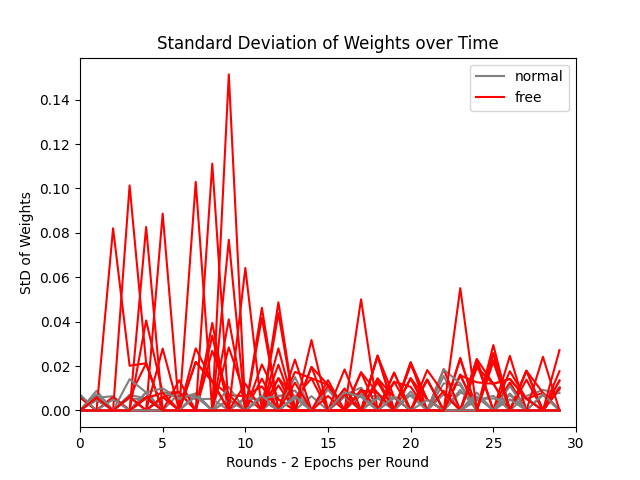 Standard Deviation of Weights over Time
normal
free
StD of Weights
0.14
0.12
0.10
0.08
0.06
0.04
0.02
0.00
0 5 10 15 20 25 30
Rounds - 2 Epochs per Round